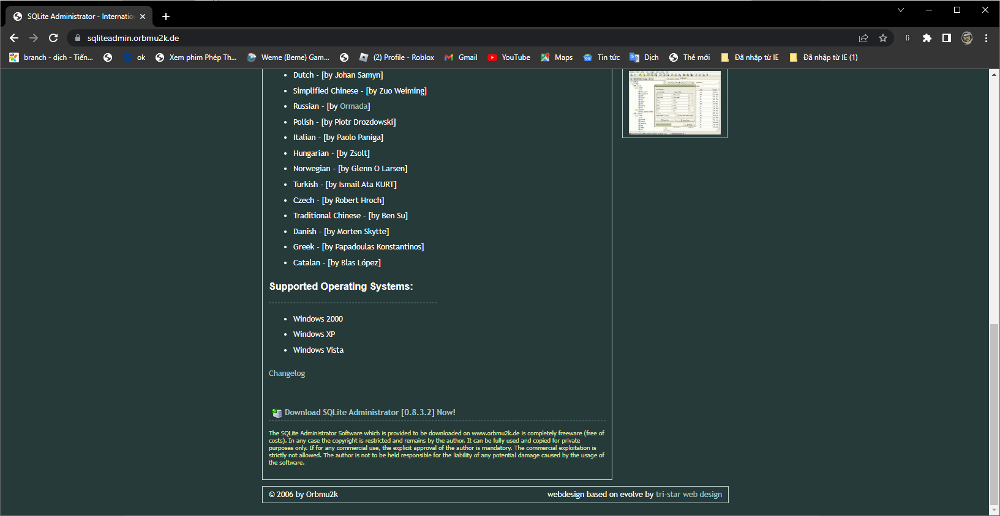 SQLite Administrator - Internatio
sqliteadmin.orbmu2k.de
branch - dịch - Tiến...
ok
Xem phim Phép Th...
Weme (Beme) Gam...
(2) Profile - Roblox
Gmail
YouTube
Maps
Tin tức
Dịch
Thẻ mới
Đã nhập từ IE
Đã nhập từ IE (1)
Dutch - [by Johan Samyn]
Simplified Chinese - [by Zuo Weiming]
Russian - [by Ormada]
Polish - [by Piotr Drozdowski]
Italian - [by Paolo Paniga]
Hungarian - [by Zsolt]
Norwegian - [by Glenn O Larsen]
Turkish - [by Ismail Ata KURT]
Czech - [by Robert Hroch]
Traditional Chinese - [by Ben Su]
Danish - [by Morten Skytte]
Greek - [by Papadoulas Konstantinos]
Catalan - [by Blas López]
Supported Operating Systems:
Windows 2000
Windows XP
Windows Vista
Changelog
Download SQLite Administrator [0.8.3.2] Now!
The SQLite Administrator Software which is provided to be downloaded on www.orbmu2k.de is completely freeware (free of
costs). In any case the copyright is restricted and remains by the author. It can be fully used and copied for private
purposes only. If for any commercial use, the explicit approval of the author is mandatory. The commercial exploitation is
strictly not allowed. The author is not to be held responsible for the liability of any potential damage caused by the usage of
the software.
© 2006 by Orbmu2k
webdesign based on evolve by tri-star web design